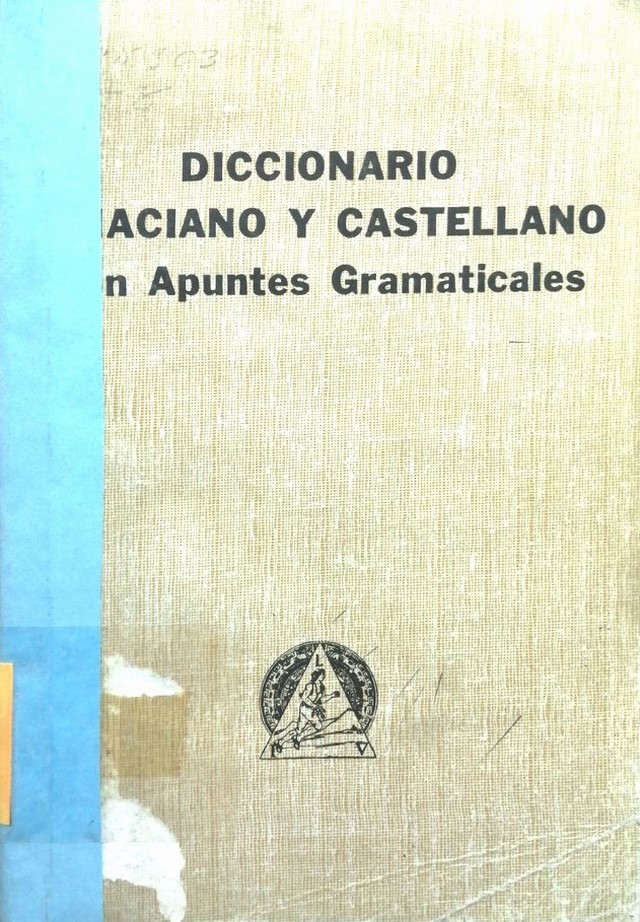 DICCIONARIO
ACIANO Y CASTELLANO
n Apuntes Gramaticales
L
I V